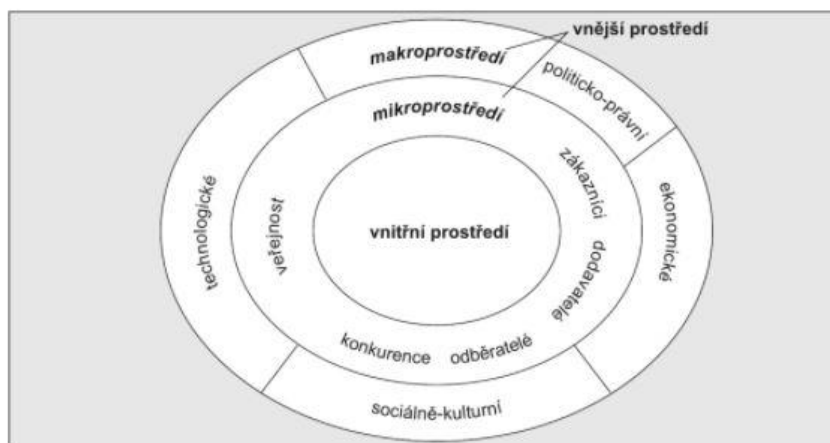 vnější prostředí
makroprostředí
politicko-právní
mikroprostředí
zákazníci
ekonomické
technologické
veřejnost
vnitřní prostředí
dodavatelé
konkurence
odběratelé
sociálně-kulturní